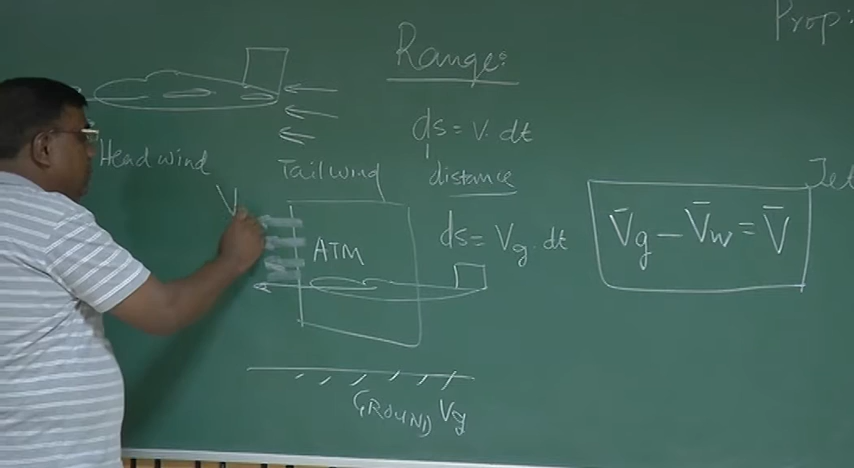 Prop:
Range:
ds = V. dt
Head wind
Tail wind
distance
Jet
V
ATM
ds = Vg. dt
V̄g - V̄w = V̄
GROUND Vg